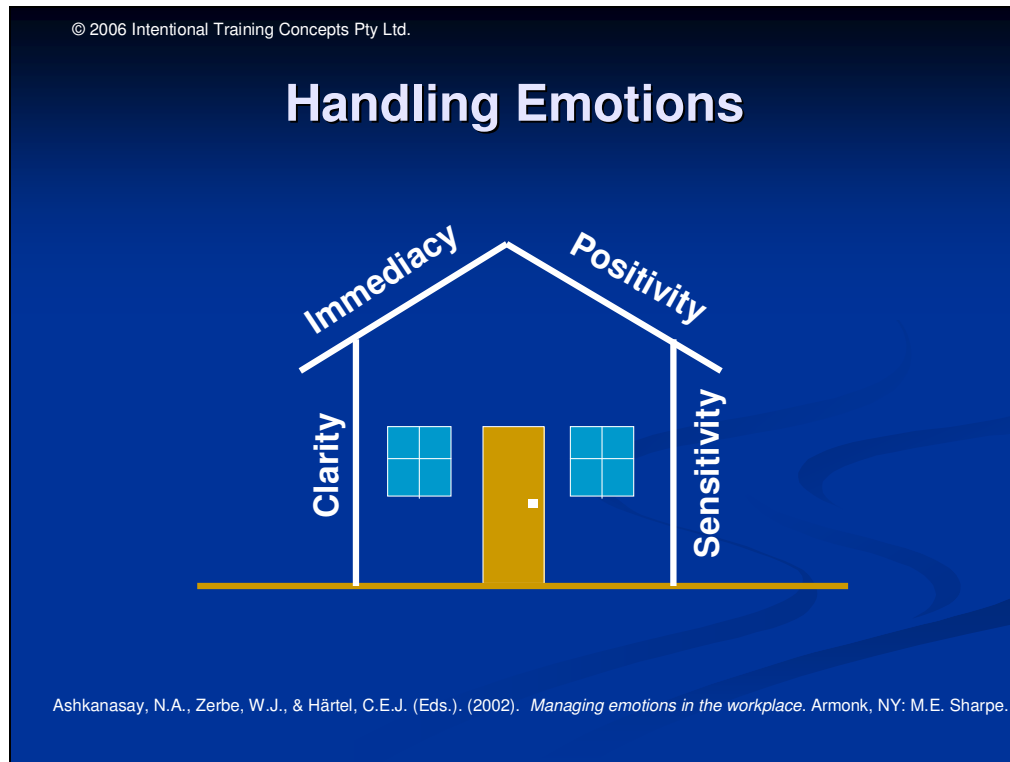 © 2006 Intentional Training Concepts Pty Ltd.
Handling Emotions
Immediacy
Positivity
Clarity
Sensitivity
Ashkanasay, N.A., Zerbe, W.J., & Härtel, C.E.J. (Eds.). (2002). Managing emotions in the workplace. Armonk, NY: M.E. Sharpe.